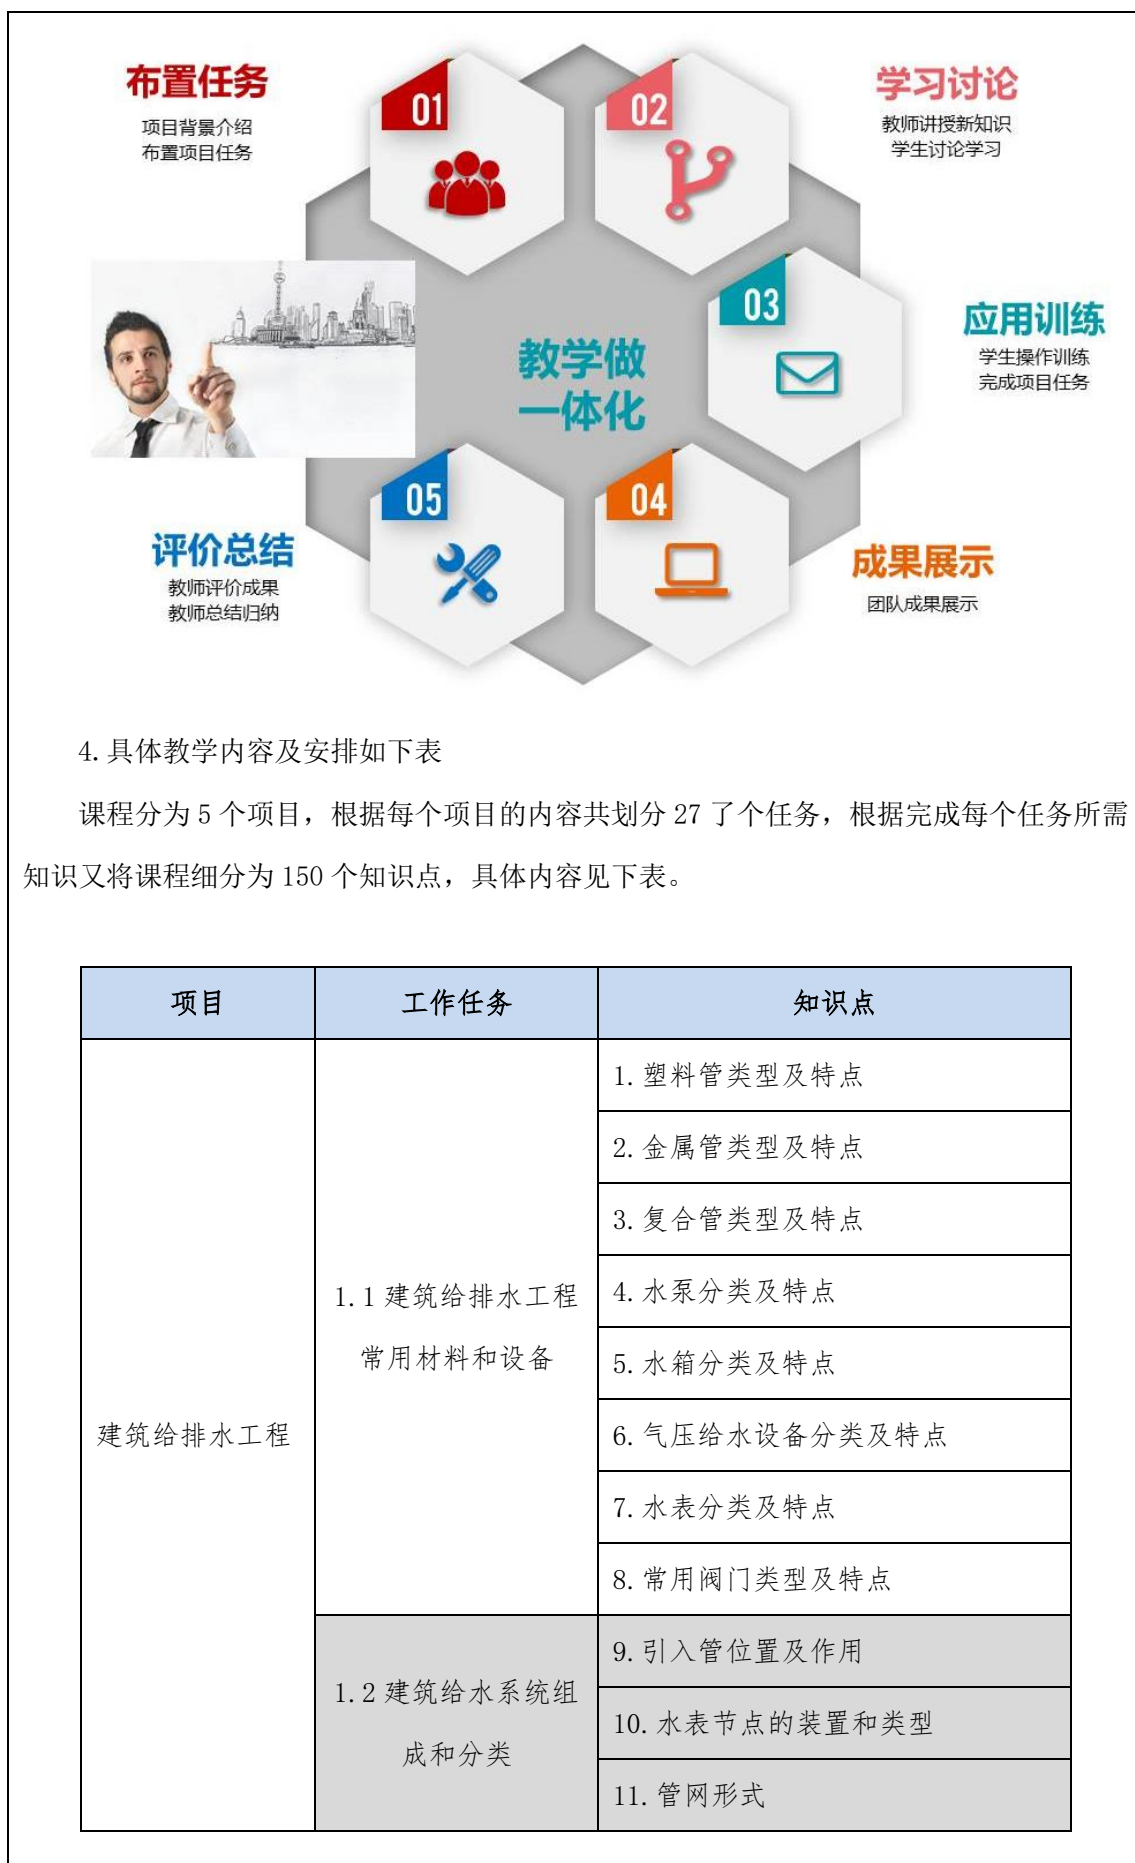 布置任务
项目背景介绍
布置项目任务
01
02
学习讨论
教师讲授新知识
学生讨论学习
03
应用训练
学生操作训练
完成项目任务
教学做
一体化
05
04
评价总结
教师评价成果
教师总结归纳
成果展示
团队成果展示
4.具体教学内容及安排如下表
课程分为 5 个项目，根据每个项目的内容共划分 27 了个任务，根据完成每个任务所需
知识又将课程细分为 150 个知识点，具体内容见下表。
项目
工作任务
知识点
建筑给排水工程
1.1 建筑给排水工程
常用材料和设备
1.塑料管类型及特点
2.金属管类型及特点
3.复合管类型及特点
4.水泵分类及特点
5.水箱分类及特点
6.气压给水设备分类及特点
7.水表分类及特点
8.常用阀门类型及特点
1.2 建筑给水系统组
成和分类
9.引入管位置及作用
10.水表节点的装置和类型
11.管网形式